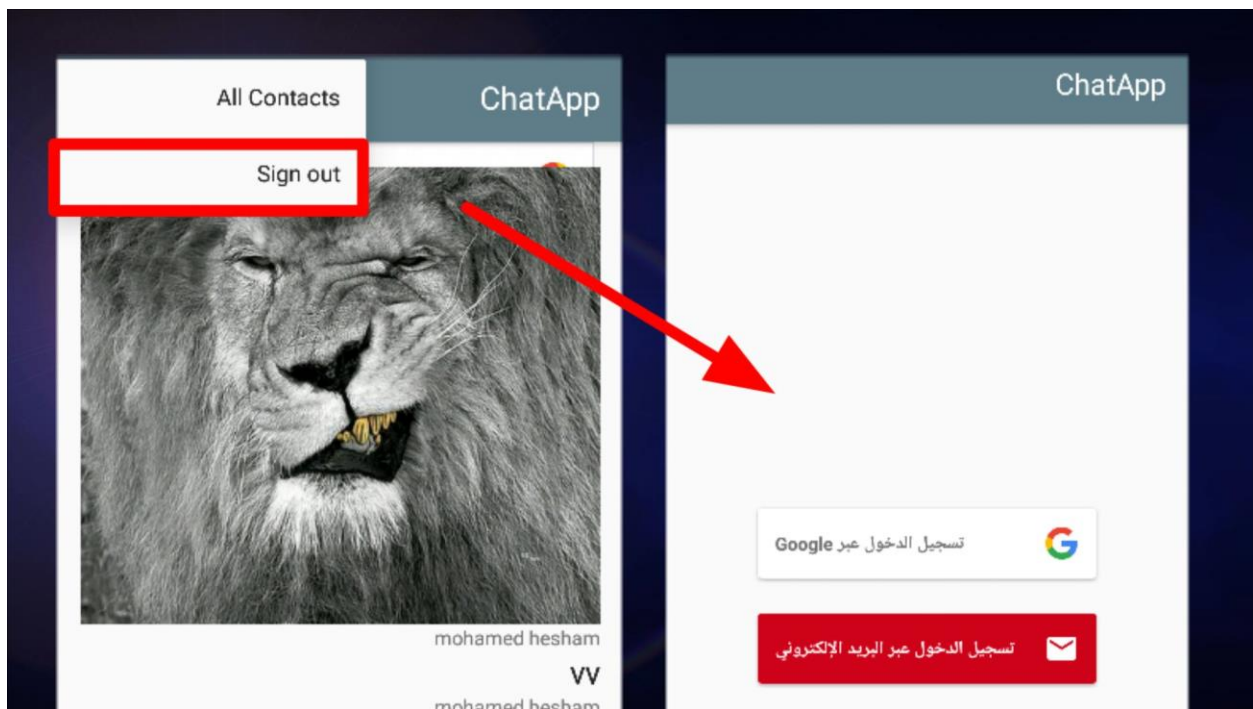 All Contacts
ChatApp
Sign out
mohamed hesham
vv
mohamed hesham
ChatApp
تسجيل الدخول عبر Google
تسجيل الدخول عبر البريد الإلكتروني